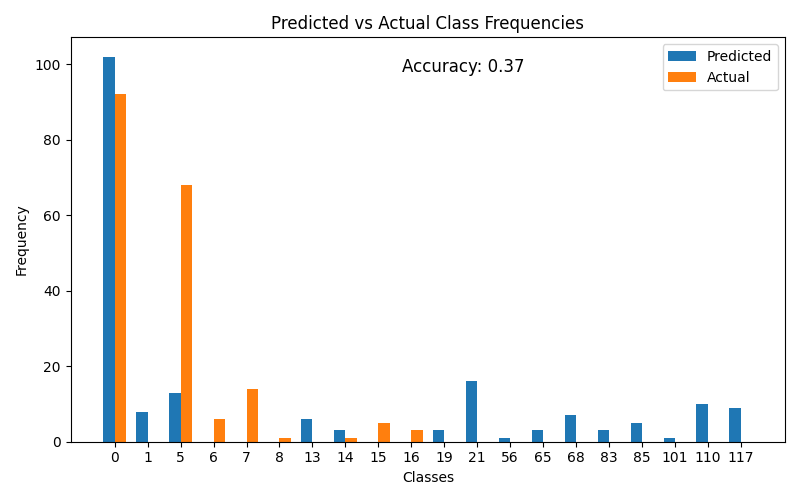 Predicted vs Actual Class Frequencies
Accuracy: 0.37
Predicted
Actual
Frequency
100
80
60
40
20
0
0 1 5 6 7 8 13 14 15 16 19 21 56 65 68 83 85 101 110 117
Classes